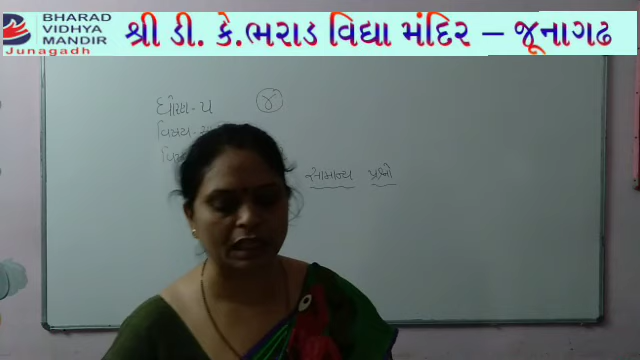 BHARAD
VIDHYA
MANDIR
Junagadh
શ્રી ડી. કે.ભરાડ વિદ્યા મંદિર – જૂનાગઢ
ધોરણ - ૫
૪
વિષય -
સામાન્ય પ્રશ્નો